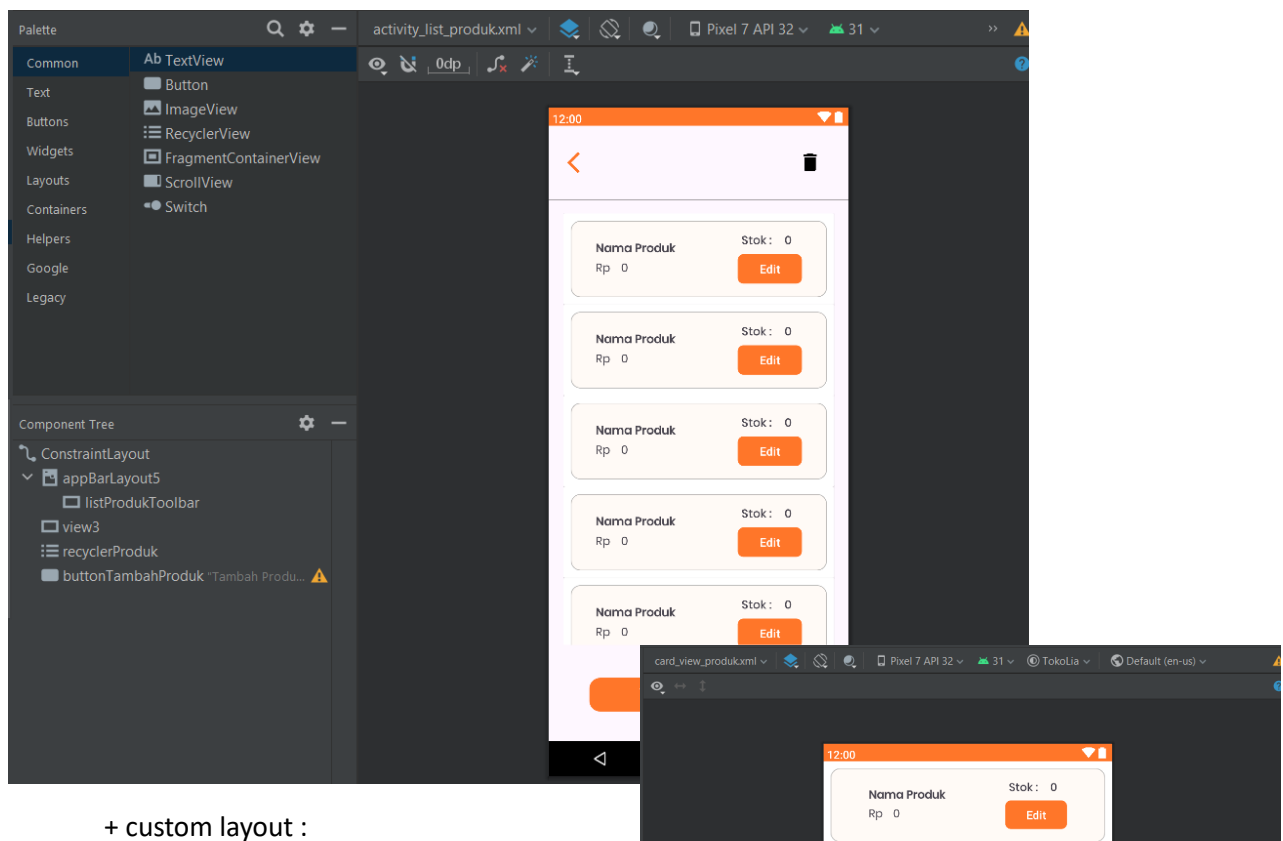 Palette
Common
Text
Buttons
Widgets
Layouts
Containers
Helpers
Google
Legacy
Ab TextView
Button
ImageView
RecyclerView
FragmentContainerView
ScrollView
Switch
Component Tree
ConstraintLayout
appBarLayout5
listProdukToolbar
view3
recyclerProduk
buttonTambahProduk "Tambah Produ...
activity_list_produk.xml
Pixel 7 API 32
31
0dp
12:00
Nama Produk
Rp 0
Stok : 0
Edit
Nama Produk
Rp 0
Stok : 0
Edit
Nama Produk
Rp 0
Stok : 0
Edit
Nama Produk
Rp 0
Stok : 0
Edit
Nama Produk
Rp 0
Stok : 0
Edit
+ custom layout :
card_view_produk.xml
Pixel 7 API 32
31
TokoLia
Default (en-us)
12:00
Nama Produk
Rp 0
Stok : 0
Edit